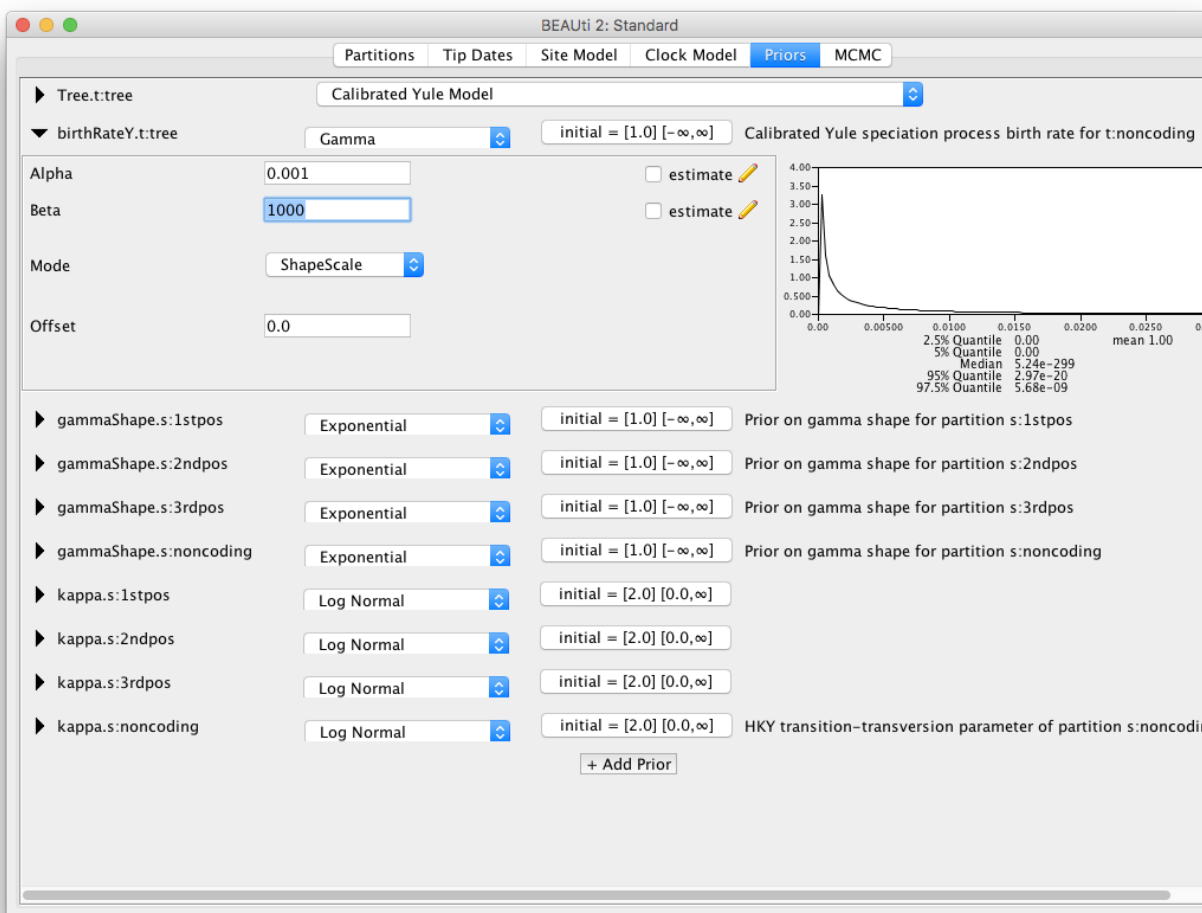 BEAUti 2: Standard
Partitions Tip Dates Site Model Clock Model Priors MCMC
Tree.t:tree Calibrated Yule Model
birthRateY.t:tree Gamma initial = [1.0] [-∞,∞] Calibrated Yule speciation process birth rate for t:noncoding
Alpha 0.001 estimate
Beta 1000 estimate
Mode ShapeScale
Offset 0.0
4.00
3.50
3.00
2.50
2.00
1.50
1.00
0.500
0.00
0.00 0.00500 0.0100 0.0150 0.0200 0.0250
2.5% Quantile 0.00 mean 1.00
5% Quantile 0.00
Median 5.24e-299
95% Quantile 2.97e-20
97.5% Quantile 5.68e-09
gammaShape.s:1stpos Exponential initial = [1.0] [-∞,∞] Prior on gamma shape for partition s:1stpos
gammaShape.s:2ndpos Exponential initial = [1.0] [-∞,∞] Prior on gamma shape for partition s:2ndpos
gammaShape.s:3rdpos Exponential initial = [1.0] [-∞,∞] Prior on gamma shape for partition s:3rdpos
gammaShape.s:noncoding Exponential initial = [1.0] [-∞,∞] Prior on gamma shape for partition s:noncoding
kappa.s:1stpos Log Normal initial = [2.0] [0.0,∞]
kappa.s:2ndpos Log Normal initial = [2.0] [0.0,∞]
kappa.s:3rdpos Log Normal initial = [2.0] [0.0,∞]
kappa.s:noncoding Log Normal initial = [2.0] [0.0,∞] HKY transition-transversion parameter of partition
+ Add Prior